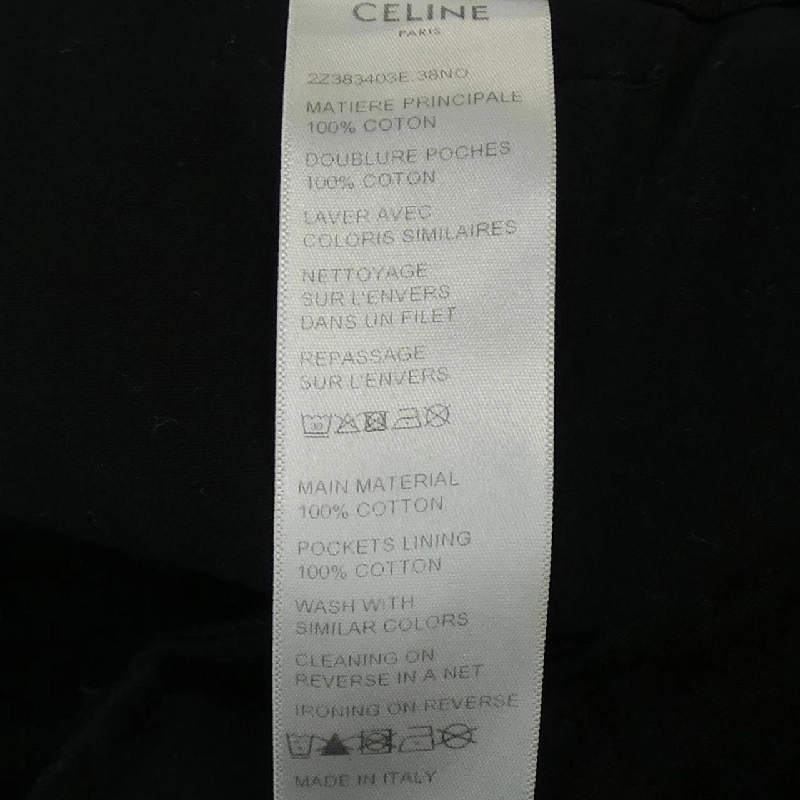 CELINE
PARIS
2Z383403E.38NO
MATIERE PRINCIPALE
100% COTON
DOUBLURE POCHES
100% COTON
LAVER AVEC
COLORIS SIMILAIRES
NETTOYAGE
SUR L'ENVERS
DANS UN FILET
REPASSAGE
SUR L'ENVERS
30
MAIN MATERIAL
100% COTTON
POCKETS LINING
100% COTTON
WASH WITH
SIMILAR COLORS
CLEANING ON
REVERSE IN A NET
IRONING ON REVERSE
MADE IN ITALY